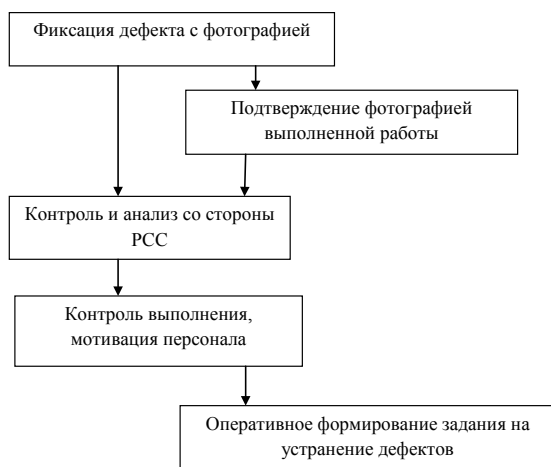 Фиксация дефекта с фотографией
Подтверждение фотографией
выполненной работы
Контроль и анализ со стороны
РСС
Контроль выполнения,
мотивация персонала
Оперативное формирование задания на
устранение дефектов